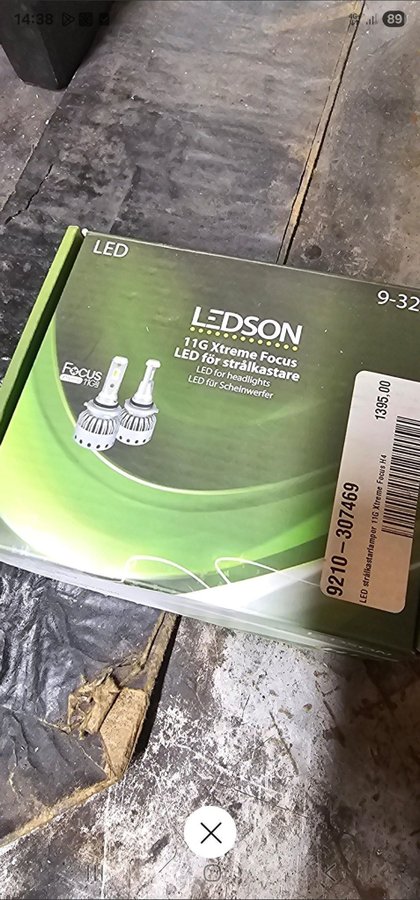 14:38
89
LED
9-32
LEDSON
11G Xtreme Focus
LED för strålkastare
LED for headlights
LED für Scheinwerfer
FOCUS
11G
1395,00
9210-307469
LED strålkastarlampor 11G Xtreme Focus H4